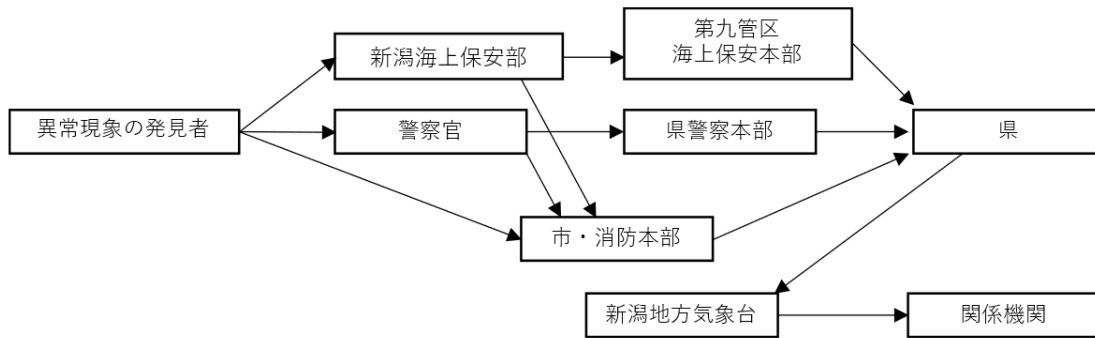 第九管区
海上保安本部
新潟海上保安部
異常現象の発見者
警察官
県警察本部
県
市・消防本部
新潟地方気象台
関係機関